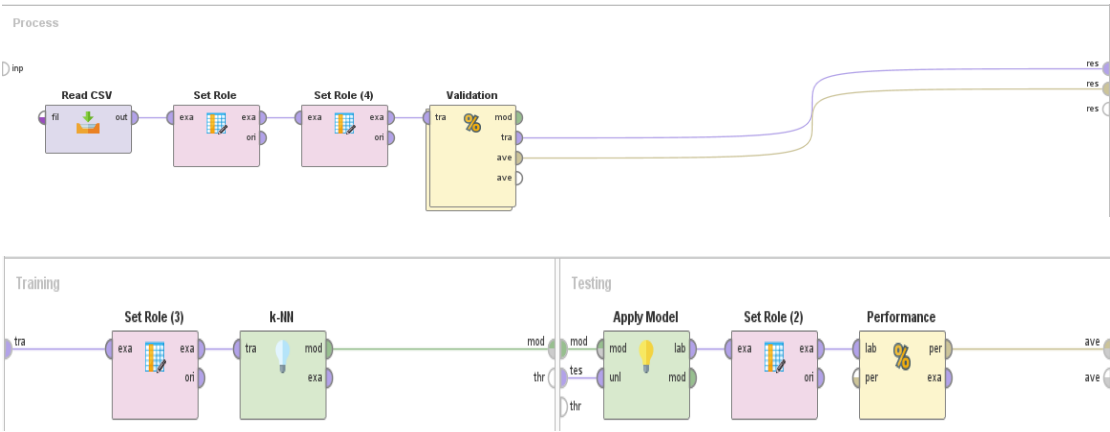 Process
inp
res
res
res
Read CSV
Set Role
Set Role (4)
Validation
fil
out
exa
exa
ori
exa
exa
ori
tra
mod
tra
ave
ave
Training
Testing
Set Role (3)
k-NN
Apply Model
Set Role (2)
Performance
tra
exa
exa
ori
tra
mod
exa
mod
thr
mod
tes
thr
mod
unl
lab
mod
exa
exa
ori
lab
per
per
exa
ave
ave